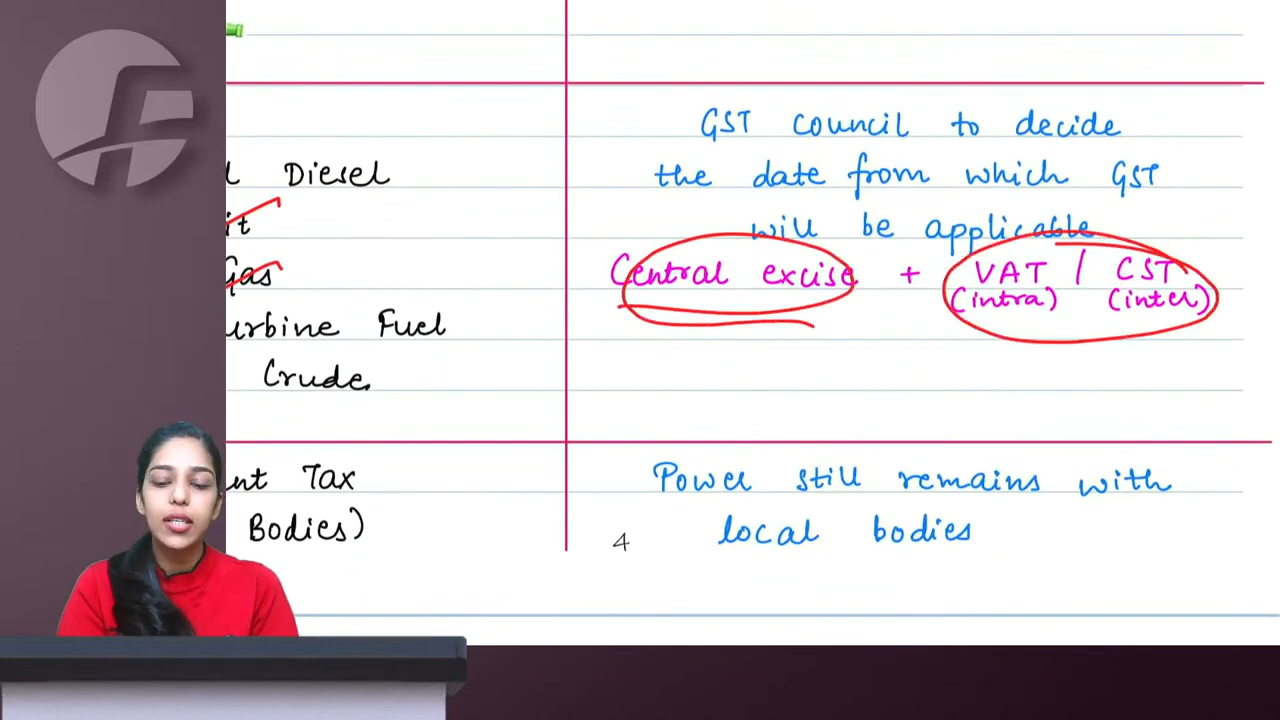 GST council to decide
l Diesel the date from which GST
it will be applicable
Gas Central excise + VAT / CST
(intra) (inter)
urbine Fuel
Crude.
nt Tax Power still remains with
Bodies) local bodies
4